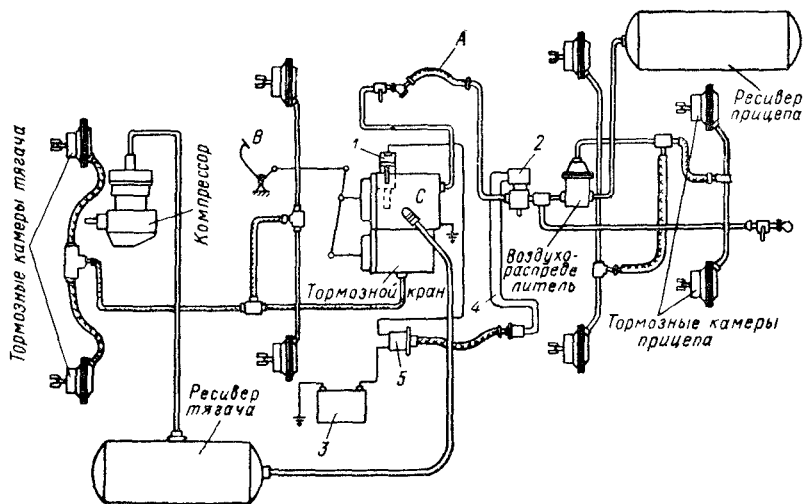 A
Ресивер
прицепа
B
1
2
C
Тормозные камеры тягача
Компрессор
Воздухо-
распреде
литель
Тормозной кран
4
Тормозные камеры
прицепа
5
3
Ресивер
тягача